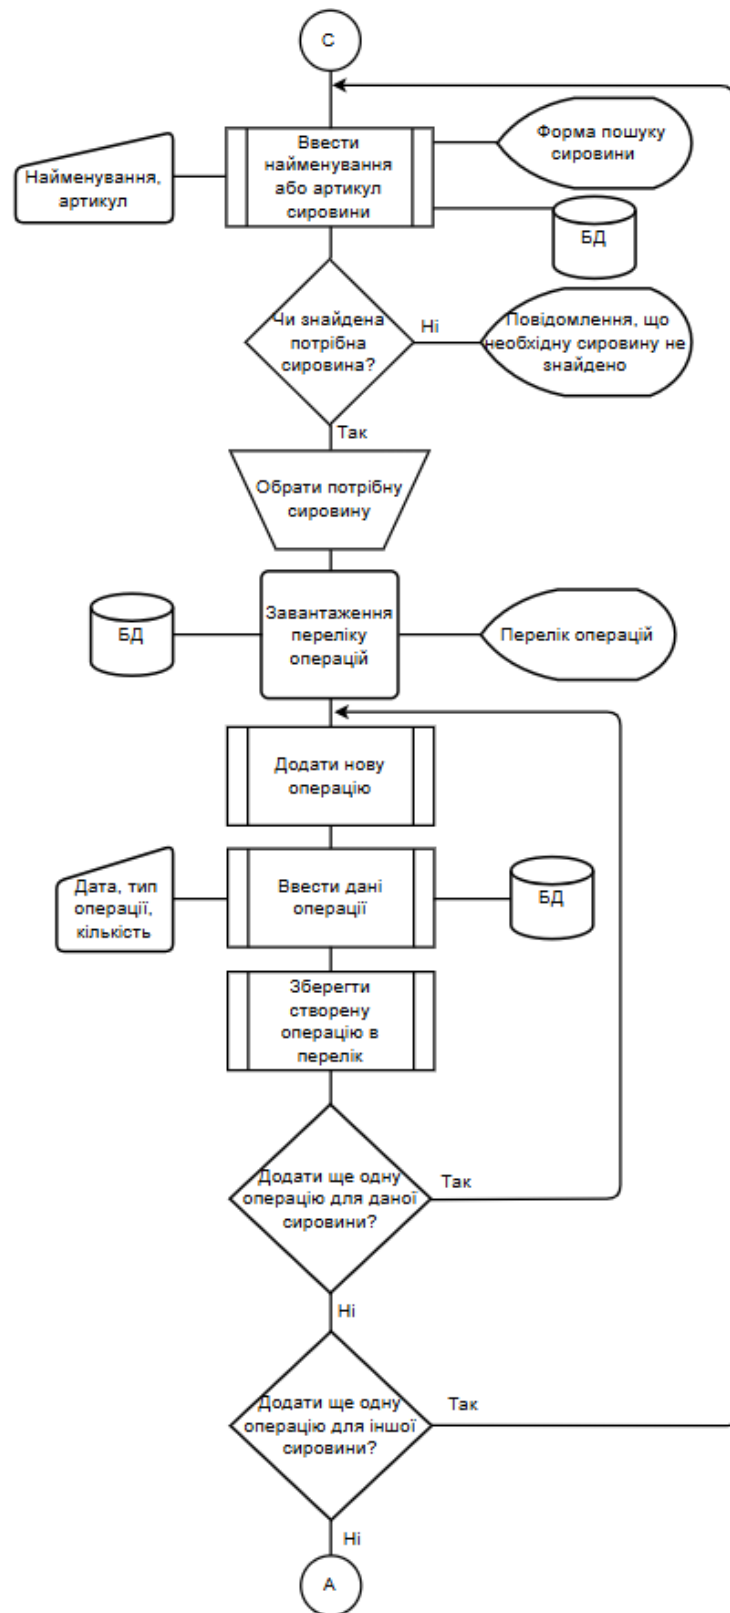 С
Ввести
найменування
або артикул
сировини
Форма пошуку
сировини
Найменування,
артикул
БД
Чи знайдена
потрібна
сировина?
Ні
Повідомлення, що
необхідну сировину не
знайдено
Так
Обрати потрібну
сировину
Завантаження
переліку
операцій
БД
Перелік операцій
Додати нову
операцію
Дата, тип
операції,
кількість
Ввести дані
операції
БД
Зберегти
створену
операцію в
перелік
Додати ще одну
операцію для даної
сировини?
Так
Ні
Додати ще одну
операцію для іншої
сировини?
Так
Ні
А